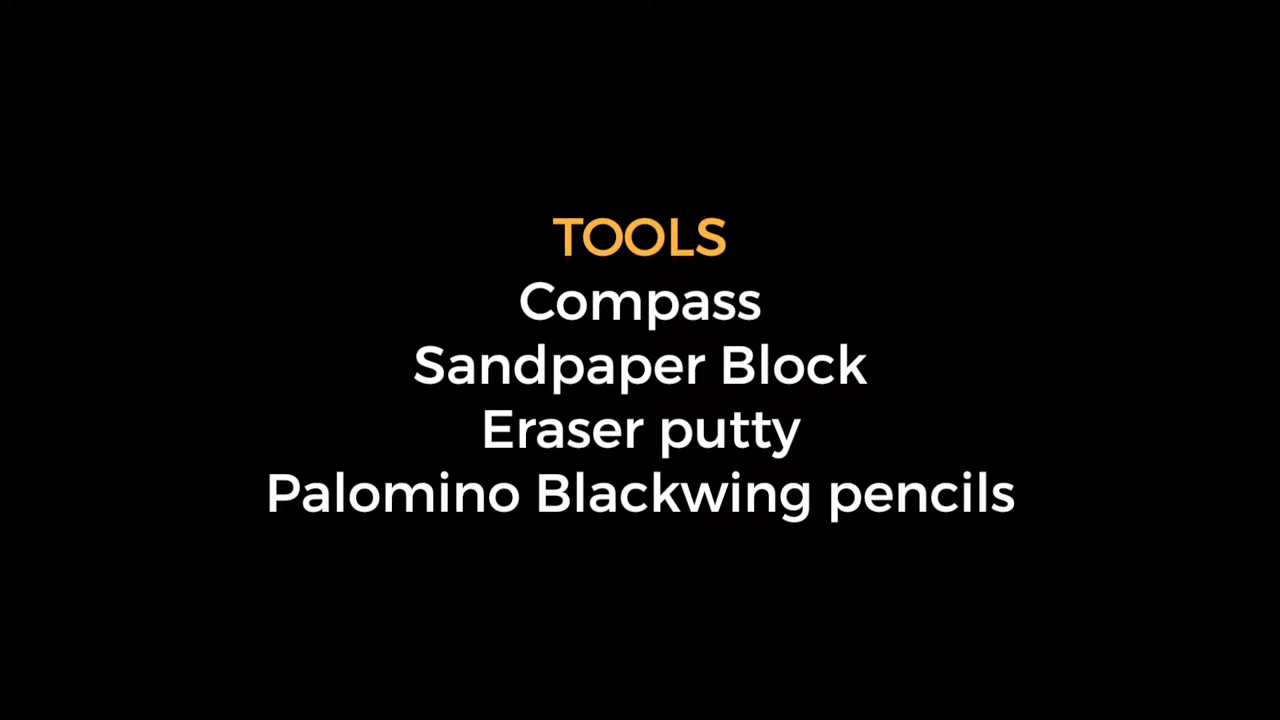 TOOLS
Compass
Sandpaper Block
Eraser putty
Palomino Blackwing pencils